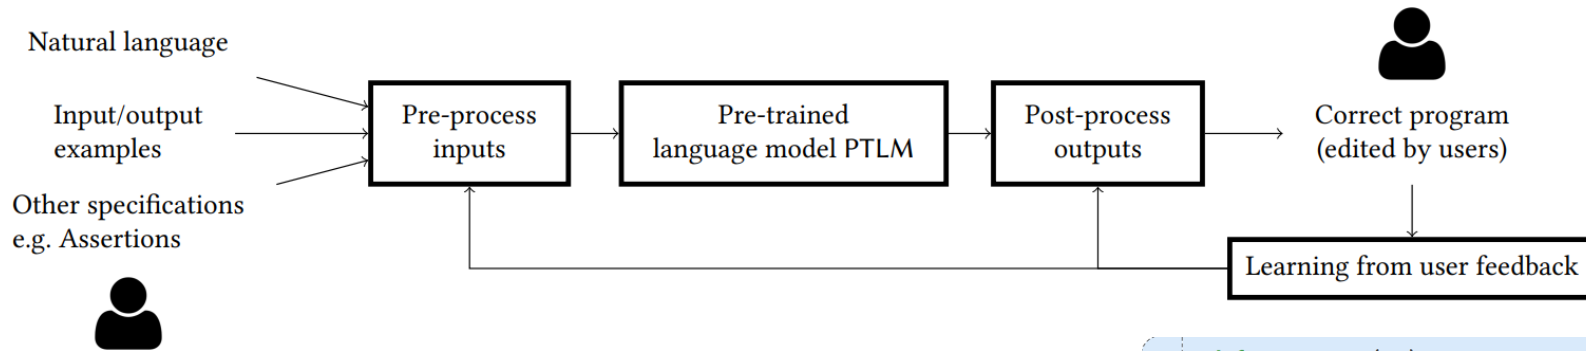 Natural language
Input/output
examples
Other specifications
e.g. Assertions
Pre-process
inputs
Pre-trained
language model PTLM
Post-process
outputs
Correct program
(edited by users)
Learning from user feedback